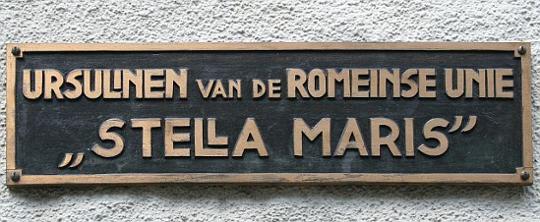 URSULINEN VAN DE ROMEINSE UNIE
„STELLA MARIS”